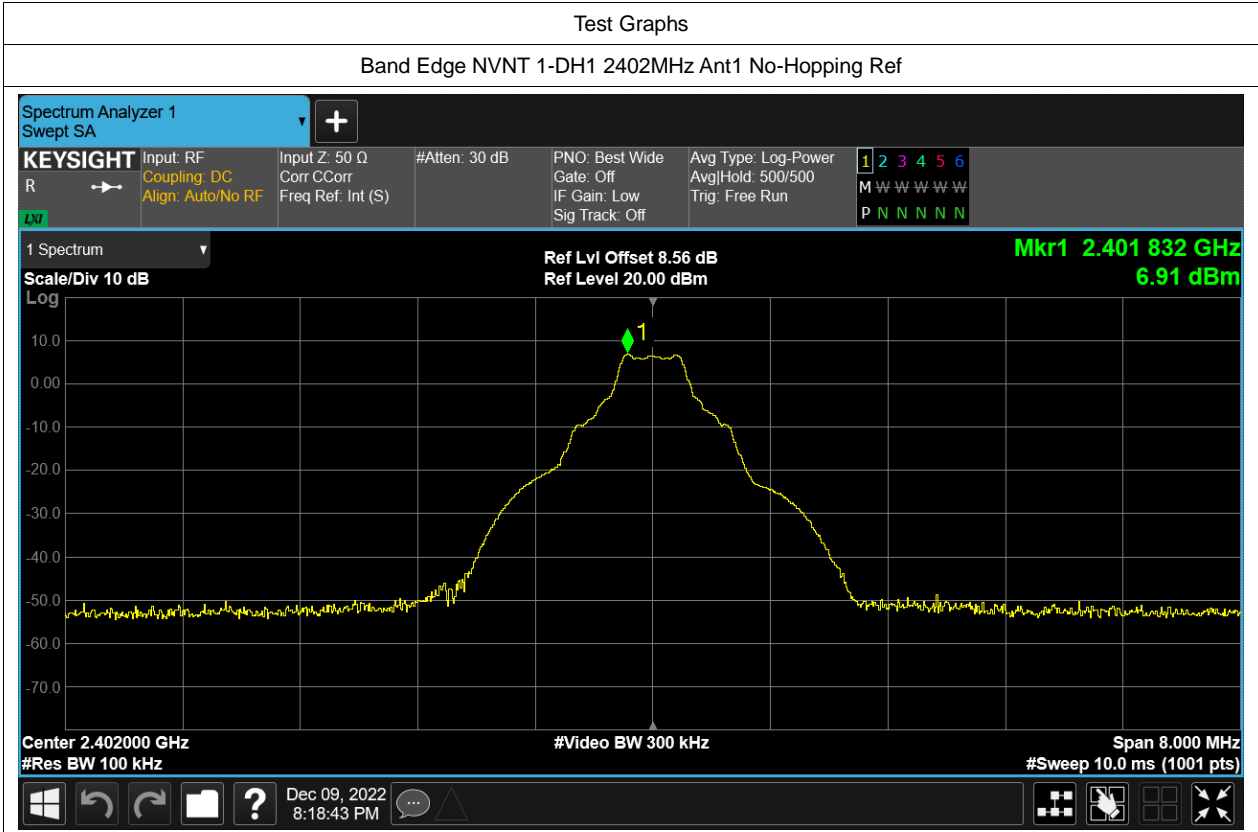 Test Graphs
Band Edge NVNT 1-DH1 2402MHz Ant1 No-Hopping Ref
Spectrum Analyzer 1
Swept SA
KEYSIGHT
R
LXI
Input: RF
Coupling: DC
Align: Auto/No RF
Input Z: 50 Ω
Corr CCorr
Freq Ref: Int (S)
#Atten: 30 dB
PNO: Best Wide
Gate: Off
IF Gain: Low
Sig Track: Off
Avg Type: Log-Power
Avg|Hold: 500/500
Trig: Free Run
1 2 3 4 5 6
M W W W W W
P N N N N N
1 Spectrum
Scale/Div 10 dB
Log
Ref Lvl Offset 8.56 dB
Ref Level 20.00 dBm
Mkr1 2.401 832 GHz
6.91 dBm
1
10.0
0.00
-10.0
-20.0
-30.0
-40.0
-50.0
-60.0
-70.0
Center 2.402000 GHz
#Res BW 100 kHz
#Video BW 300 kHz
Span 8.000 MHz
#Sweep 10.0 ms (1001 pts)
?
Dec 09, 2022
8:18:43 PM